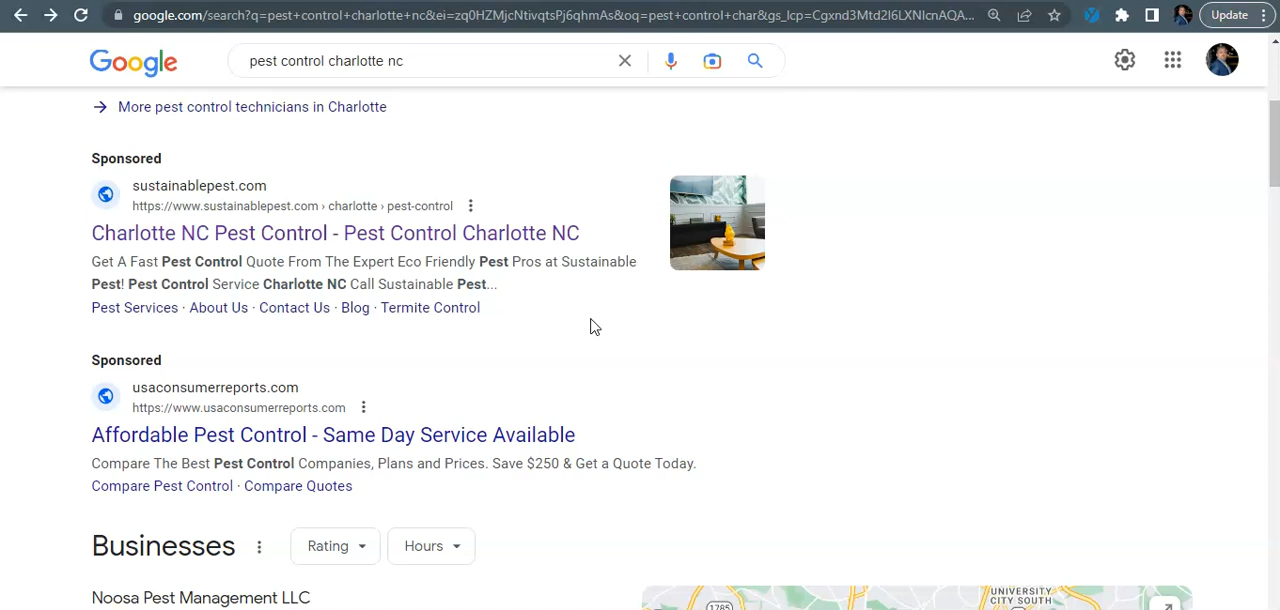 google.com/search?q=pest+control+charlotte+nc&ei=zq0HZMjcNtivqtsPj6qhmAs&oq=pest+control+char&gs_lcp=Cgxnd3Mtd2l6LXNlcnAQA...
Update
Google
pest control charlotte nc
More pest control technicians in Charlotte
Sponsored
sustainablepest.com
https://www.sustainablepest.com › charlotte › pest-control
Charlotte NC Pest Control - Pest Control Charlotte NC
Get A Fast Pest Control Quote From The Expert Eco Friendly Pest Pros at Sustainable
Pest! Pest Control Service Charlotte NC Call Sustainable Pest...
Pest Services · About Us · Contact Us · Blog · Termite Control
Sponsored
usaconsumerreports.com
https://www.usaconsumerreports.com
Affordable Pest Control - Same Day Service Available
Compare The Best Pest Control Companies, Plans and Prices. Save $250 & Get a Quote Today.
Compare Pest Control · Compare Quotes
Businesses
Rating
Hours
Noosa Pest Management LLC
UNIVERSITY
CITY SOUTH
1785